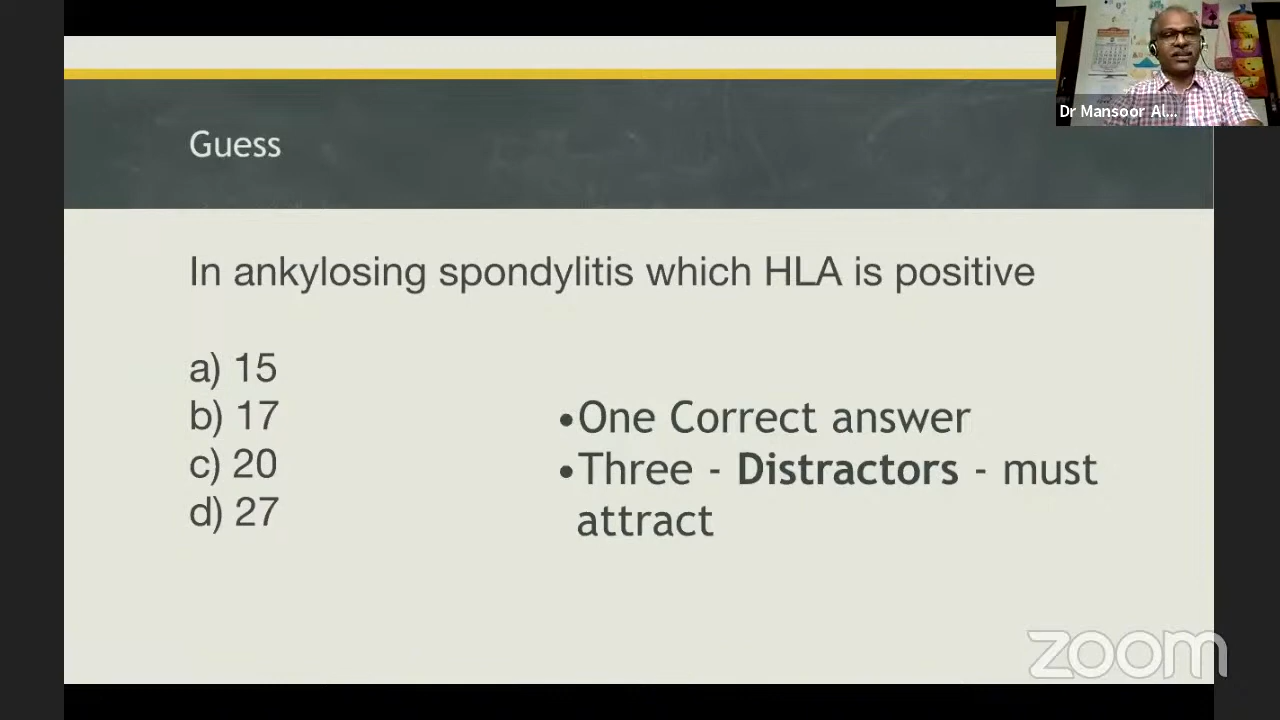 Guess
Dr Mansoor Al...
In ankylosing spondylitis which HLA is positive
a) 15
b) 17
c) 20
d) 27
•One Correct answer
•Three - Distractors - must
attract
zoom